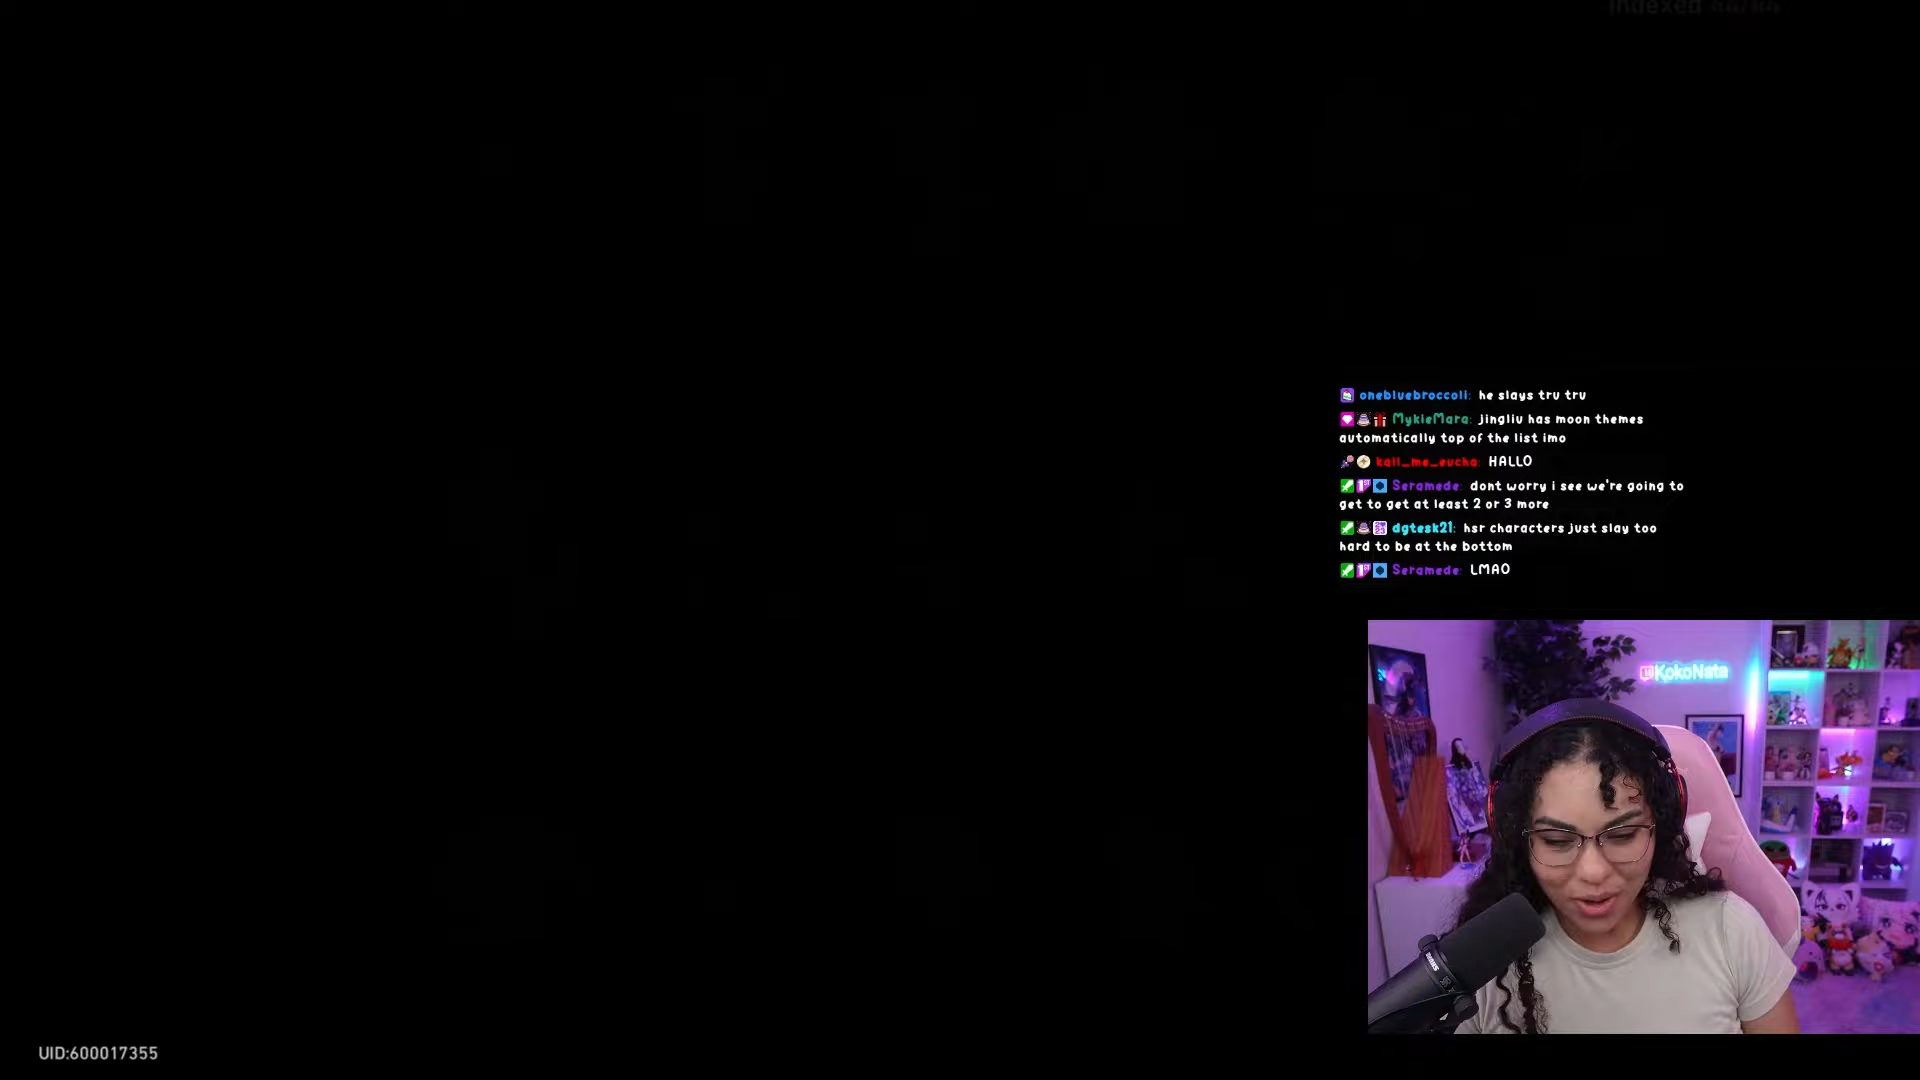 Indexed
onebluebroccoli: he slays tru tru
MykieMara: jingliu has moon themes
automatically top of the list imo
kall_me_eucha: HALLO
Seramede: dont worry i see we're going to
get to get at least 2 or 3 more
dgtesk21: hsr characters just slay too
hard to be at the bottom
Seramede: LMAO
KokoNata
UID:600017355